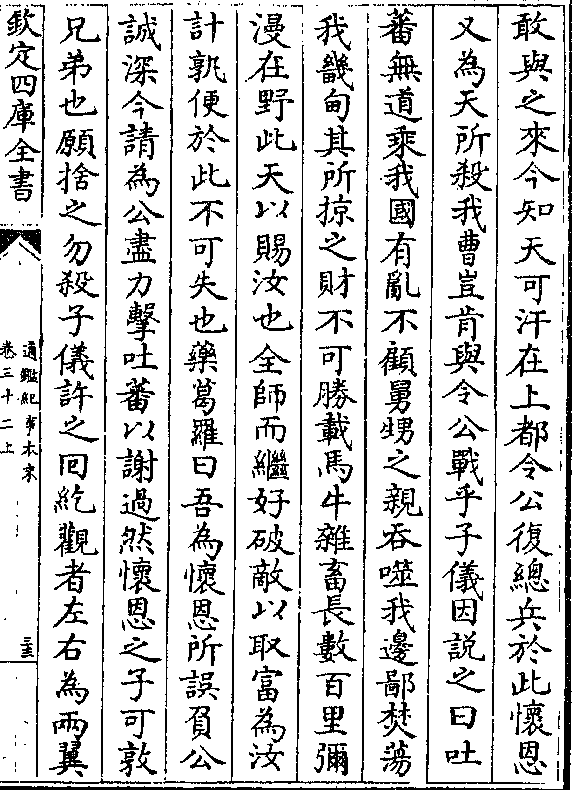 敢與之來今知天可汗在上都令公復總兵於此懷恩
又為天所殺我曹豈肯與令公戰乎子儀因說之曰吐
蕃無道乘我國有亂不顧舅甥之親吞噬我邊鄙焚蕩
我畿甸其所掠之財不可勝載馬牛雜畜長數百里彌
漫在野此天以賜汝也全師而繼好破敵以取富為汝
計孰便於此不可失也藥葛羅曰吾為懷恩所誤負公
誠深今請為公盡力擊吐蕃以謝過然懷恩之子可敦
兄弟也願捨之勿殺子儀許之囘紇觀者左右為兩翼
欽定四庫全書
通鑑紀事本末
卷三十二上